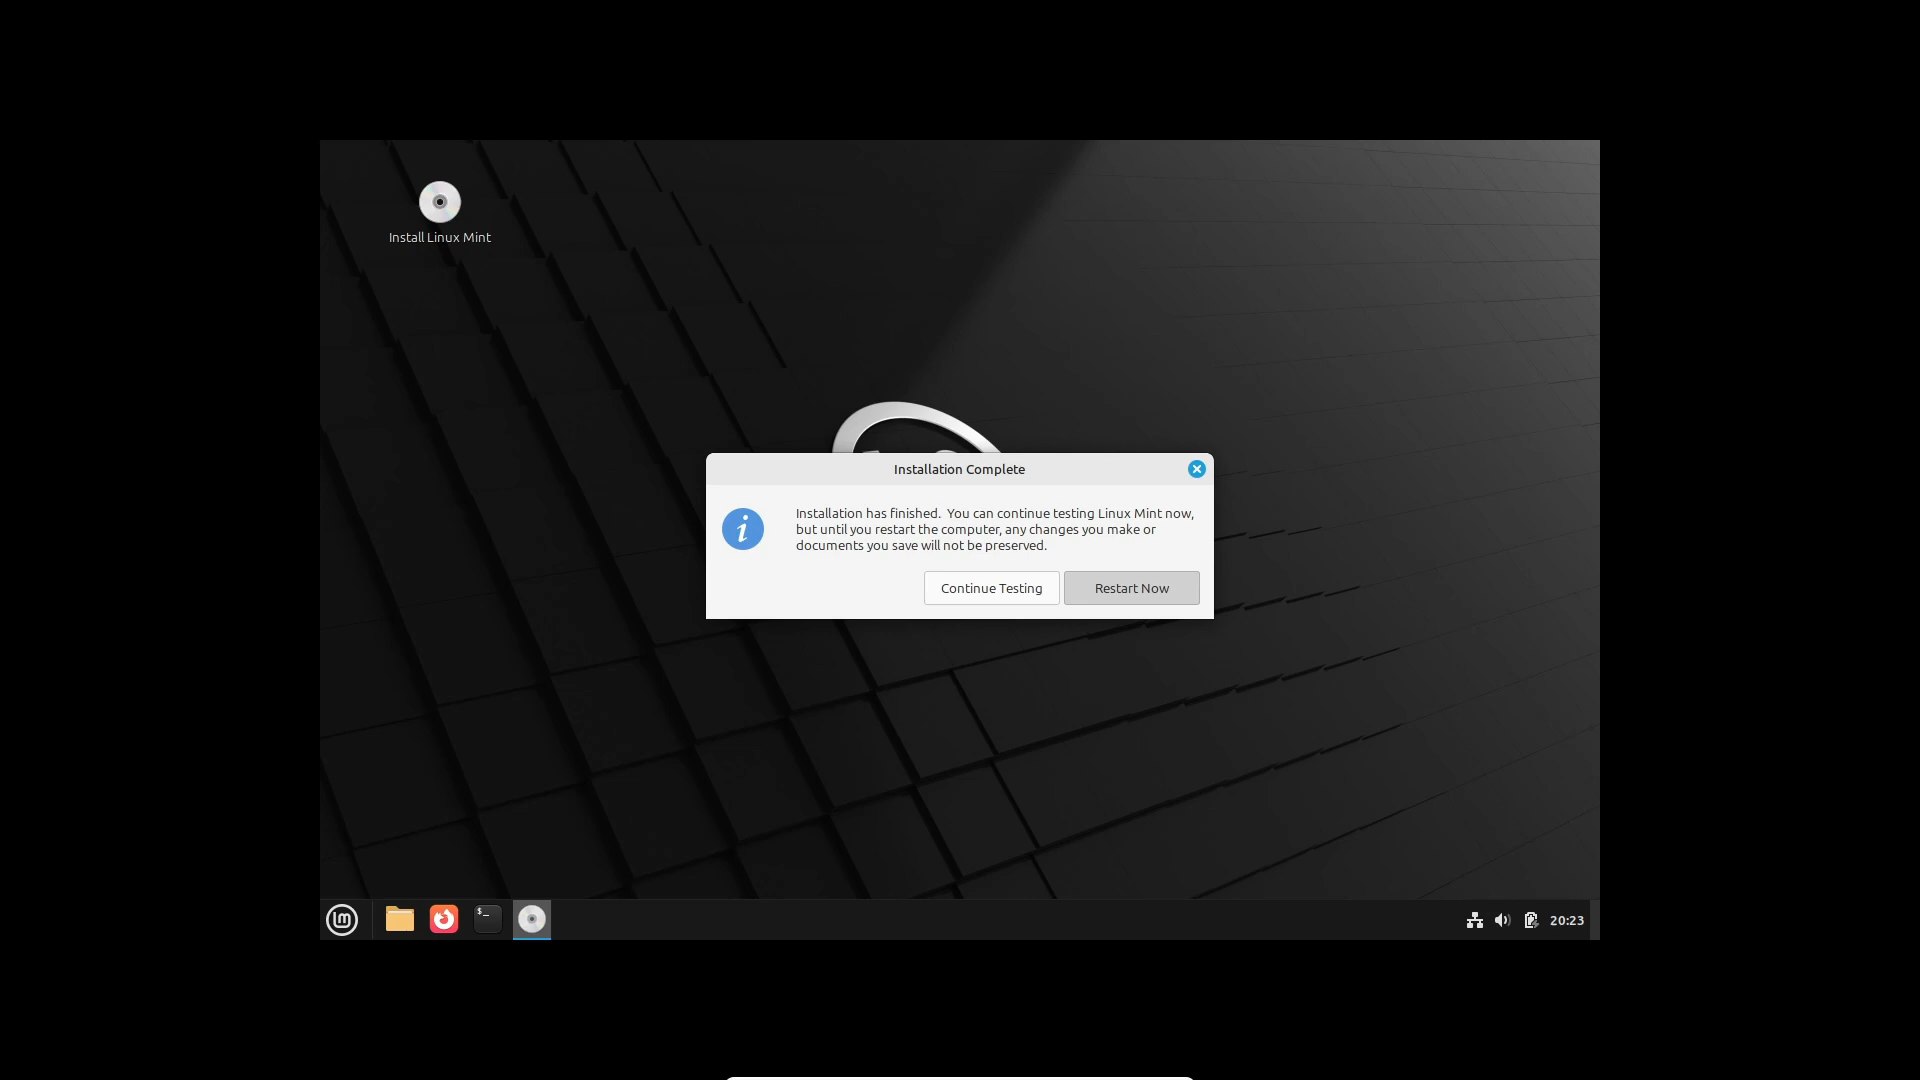 Install Linux Mint
Installation Complete
Installation has finished.  You can continue testing Linux Mint now,
but until you restart the computer, any changes you make or
documents you save will not be preserved.
Continue Testing
Restart Now
$_
20:23